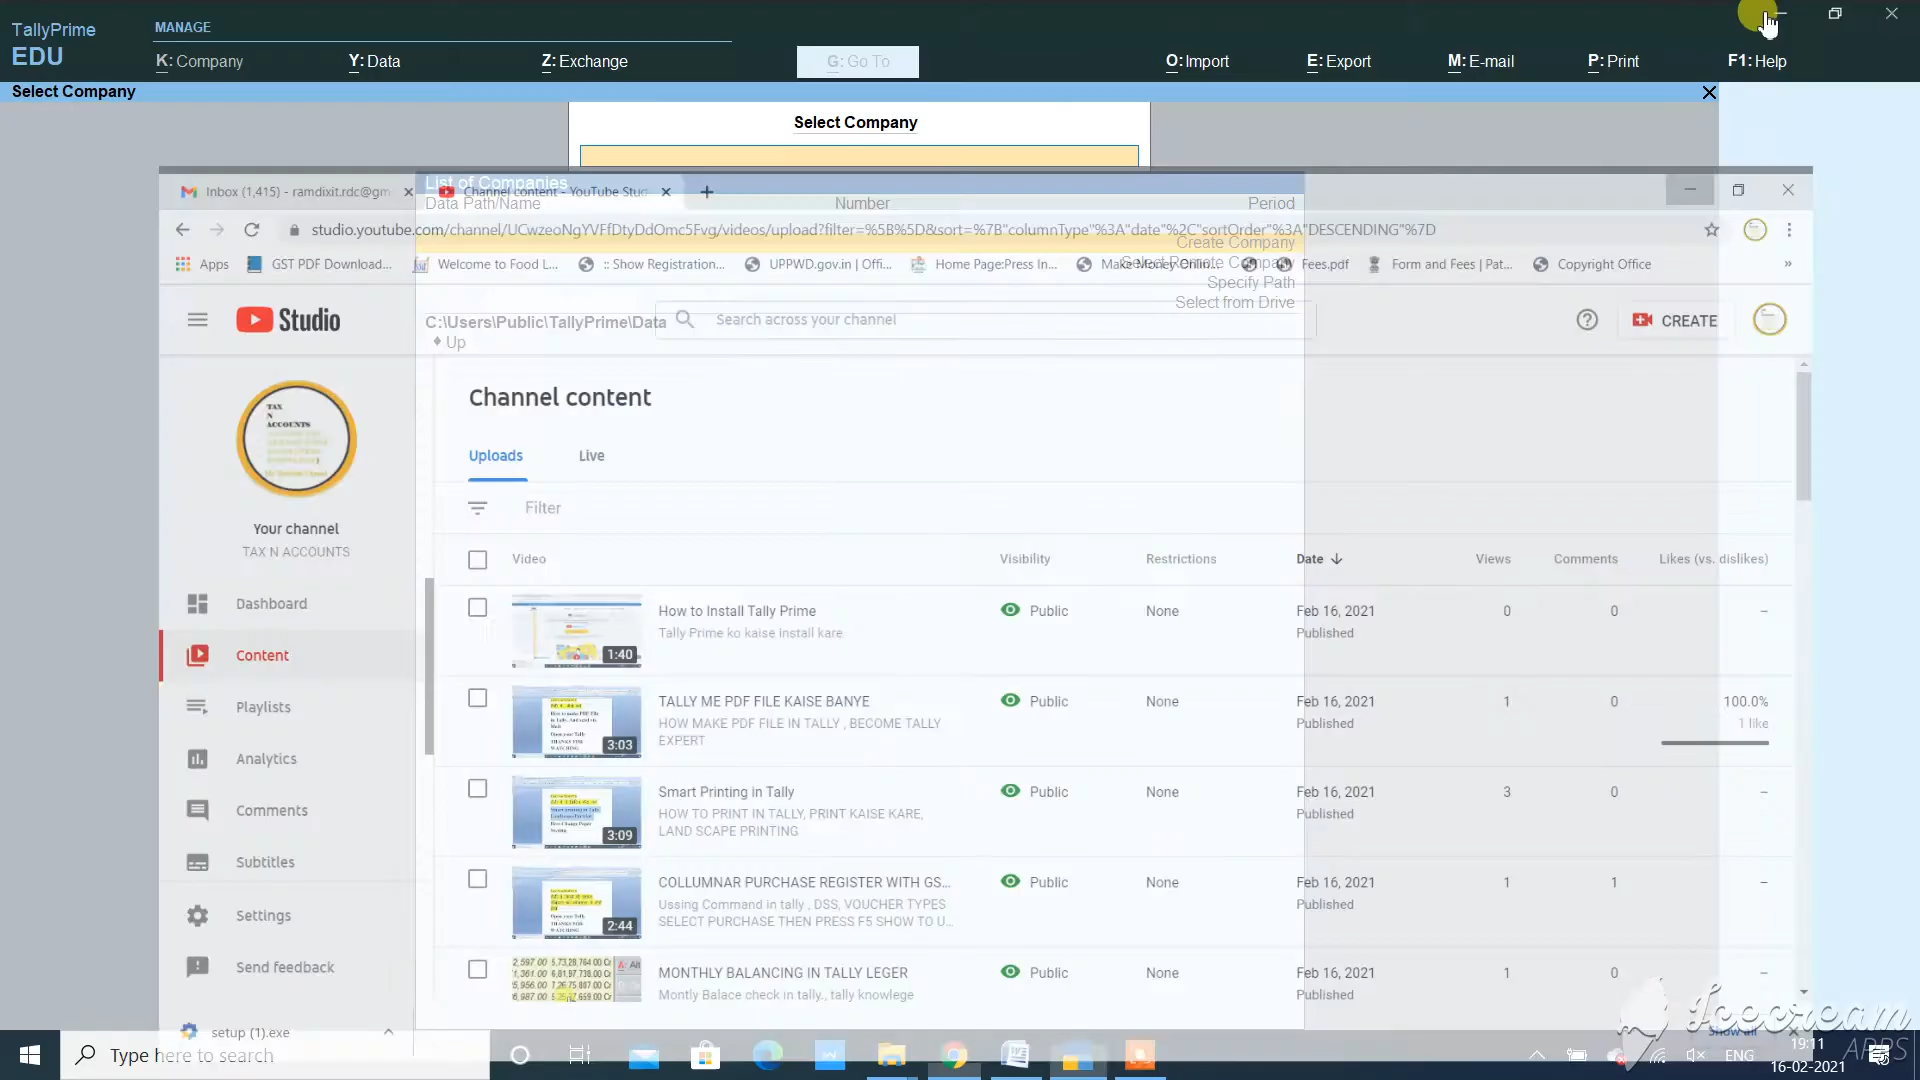 TallyPrime
EDU
MANAGE
K: Company
Y: Data
Z: Exchange
G: Go To
O: Import
E: Export
M: E-mail
P: Print
F1: Help
Select Company
Select Company
Inbox (1,415) - ramdixit.rdc@gm
Channel content - YouTube Stud
List of Companies
Data Path/Name
Number
Period
studio.youtube.com/channel/UCwzeoNgYVFfDtyDdOmc5Fvg/videos/upload?filter=%5B%5D&sort=%7B"columnType"%3A"date"%2C"sortOrder"%3A"DESCENDING"%7D
Create Company
Apps
GST PDF Download...
Welcome to Food L...
:: Show Registration...
UPPWD.gov.in | Offi...
Home Page:Press In...
Make Money Onlin...
Fees.pdf
Form and Fees | Pat...
Copyright Office
»
Select Remote Company
Specify Path
Select from Drive
Studio
C:\Users\Public\TallyPrime\Data
Search across your channel
CREATE
Up
Channel content
TAX
N
ACCOUNTS
Uploads
Live
Filter
Your channel
TAX N ACCOUNTS
Video
Visibility
Restrictions
Date
Views
Comments
Likes (vs. dislikes)
Dashboard
Content
Playlists
Analytics
Comments
Subtitles
Settings
Send feedback
How to Install Tally Prime
Tally Prime ko kaise install kare
1:40
Public
None
Feb 16, 2021
Published
0
0
–
TALLY ME PDF FILE KAISE BANYE
HOW MAKE PDF FILE IN TALLY , BECOME TALLY
EXPERT
3:03
Public
None
Feb 16, 2021
Published
1
0
100.0%
1 like
Smart Printing in Tally
HOW TO PRINT IN TALLY, PRINT KAISE KARE,
LAND SCAPE PRINTING
3:09
Public
None
Feb 16, 2021
Published
3
0
–
COLLUMNAR PURCHASE REGISTER WITH GS...
Ussing Command in tally , DSS, VOUCHER TYPES
SELECT PURCHASE THEN PRESS F5 SHOW TO U...
2:44
Public
None
Feb 16, 2021
Published
1
1
–
MONTHLY BALANCING IN TALLY LEGER
Montly Balace check in tally., tally knowlege
Public
None
Feb 16, 2021
Published
1
0
–
setup (1).exe
Show all
Icecream
APPS
Type here to search
ENG
19:11
16-02-2021